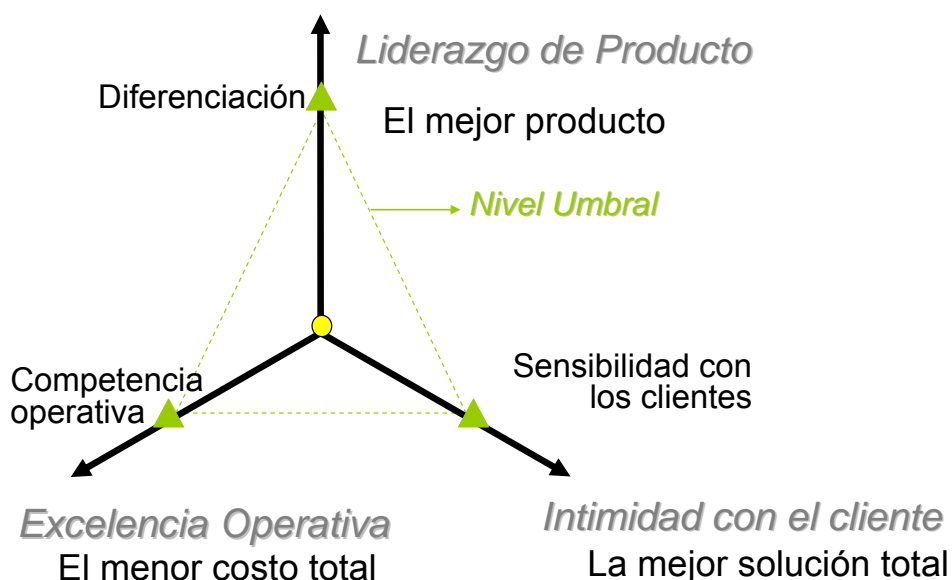 Liderazgo de Producto
Diferenciación
El mejor producto
Nivel Umbral
Competencia
operativa
Sensibilidad con
los clientes
Excelencia Operativa
El menor costo total
Intimidad con el cliente
La mejor solución total